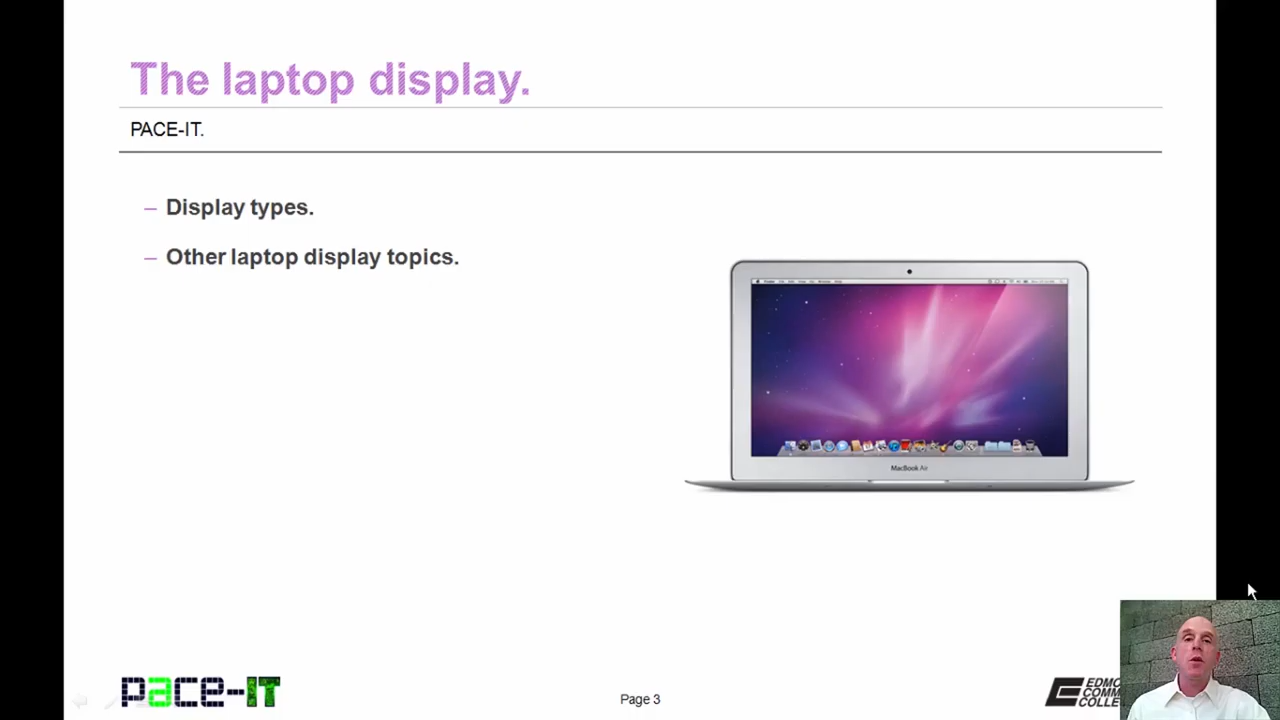 The laptop display.
PACE-IT.
– Display types.
– Other laptop display topics.
MacBook Air
pace-IT
Page 3